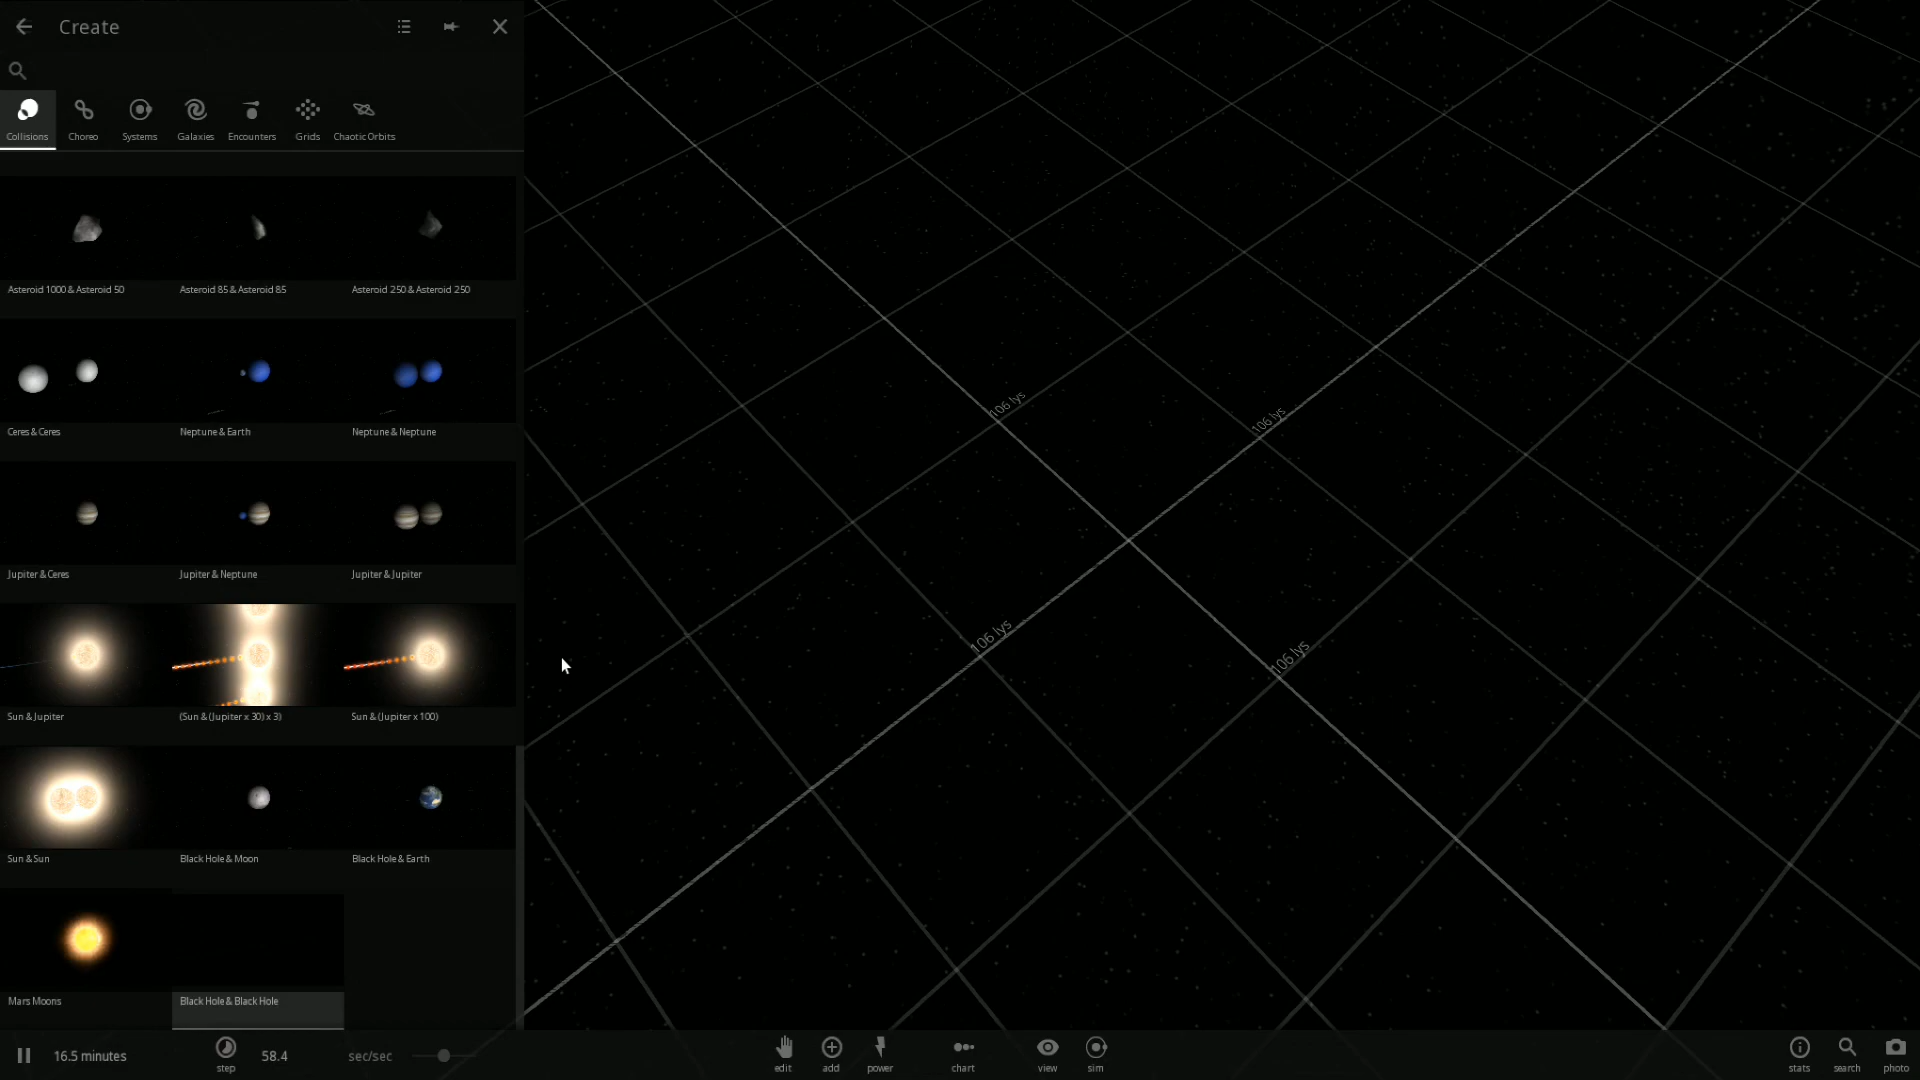 Create
Collisions
Choreo
Systems
Galaxies
Encounters
Grids
Chaotic Orbits
Asteroid 1000 & Asteroid 50
Asteroid 85 & Asteroid 85
Asteroid 250 & Asteroid 250
Ceres & Ceres
Neptune & Earth
Neptune & Neptune
Jupiter & Ceres
Jupiter & Neptune
Jupiter & Jupiter
Sun & Jupiter
(Sun & (Jupiter x 30) x 3)
Sun & (Jupiter x 100)
Sun & Sun
Black Hole & Moon
Black Hole & Earth
Mars Moons
Black Hole & Black Hole
106 lys
106 lys
106 lys
106 lys
16.5 minutes
step
58.4
sec/sec
edit
add
power
chart
view
sim
stats
search
photo